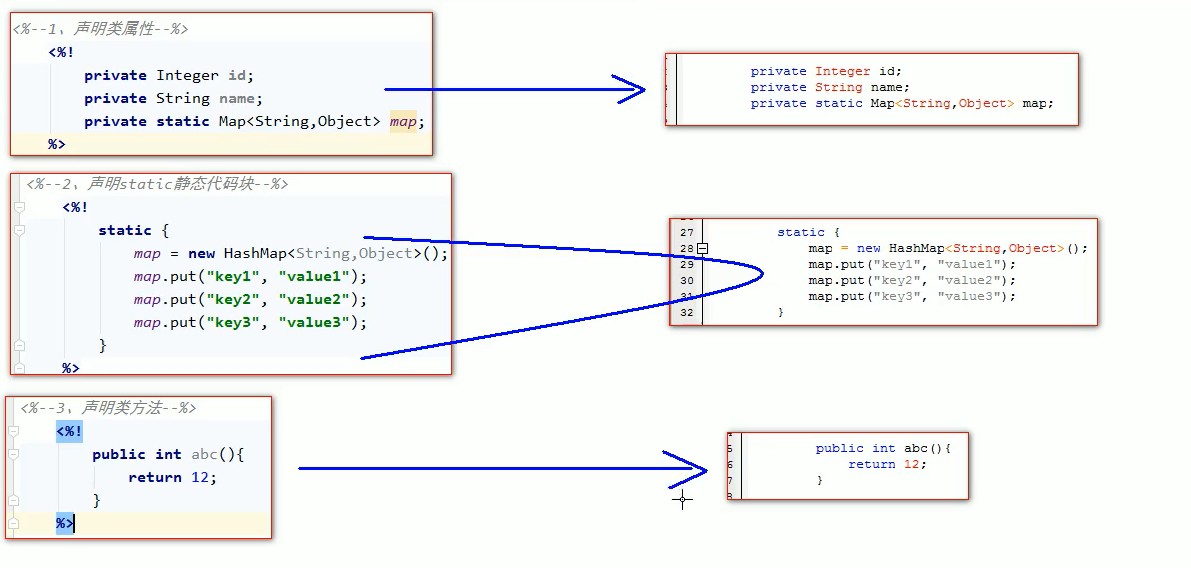 <%--1、声明类属性--%>
<%!
private Integer id;
private String name;
private static Map<String,Object> map;
%>
private Integer id;
private String name;
private static Map<String,Object> map;
<%--2、声明static静态代码块--%>
<%!
static {
map = new HashMap<String,Object>();
map.put("key1", "value1");
map.put("key2", "value2");
map.put("key3", "value3");
}
%>
27 static {
28 map = new HashMap<String,Object>();
29 map.put("key1", "value1");
30 map.put("key2", "value2");
31 map.put("key3", "value3");
32 }
<%--3、声明类方法--%>
<%!
public int abc(){
return 12;
}
%>
5 public int abc(){
6 return 12;
7 }